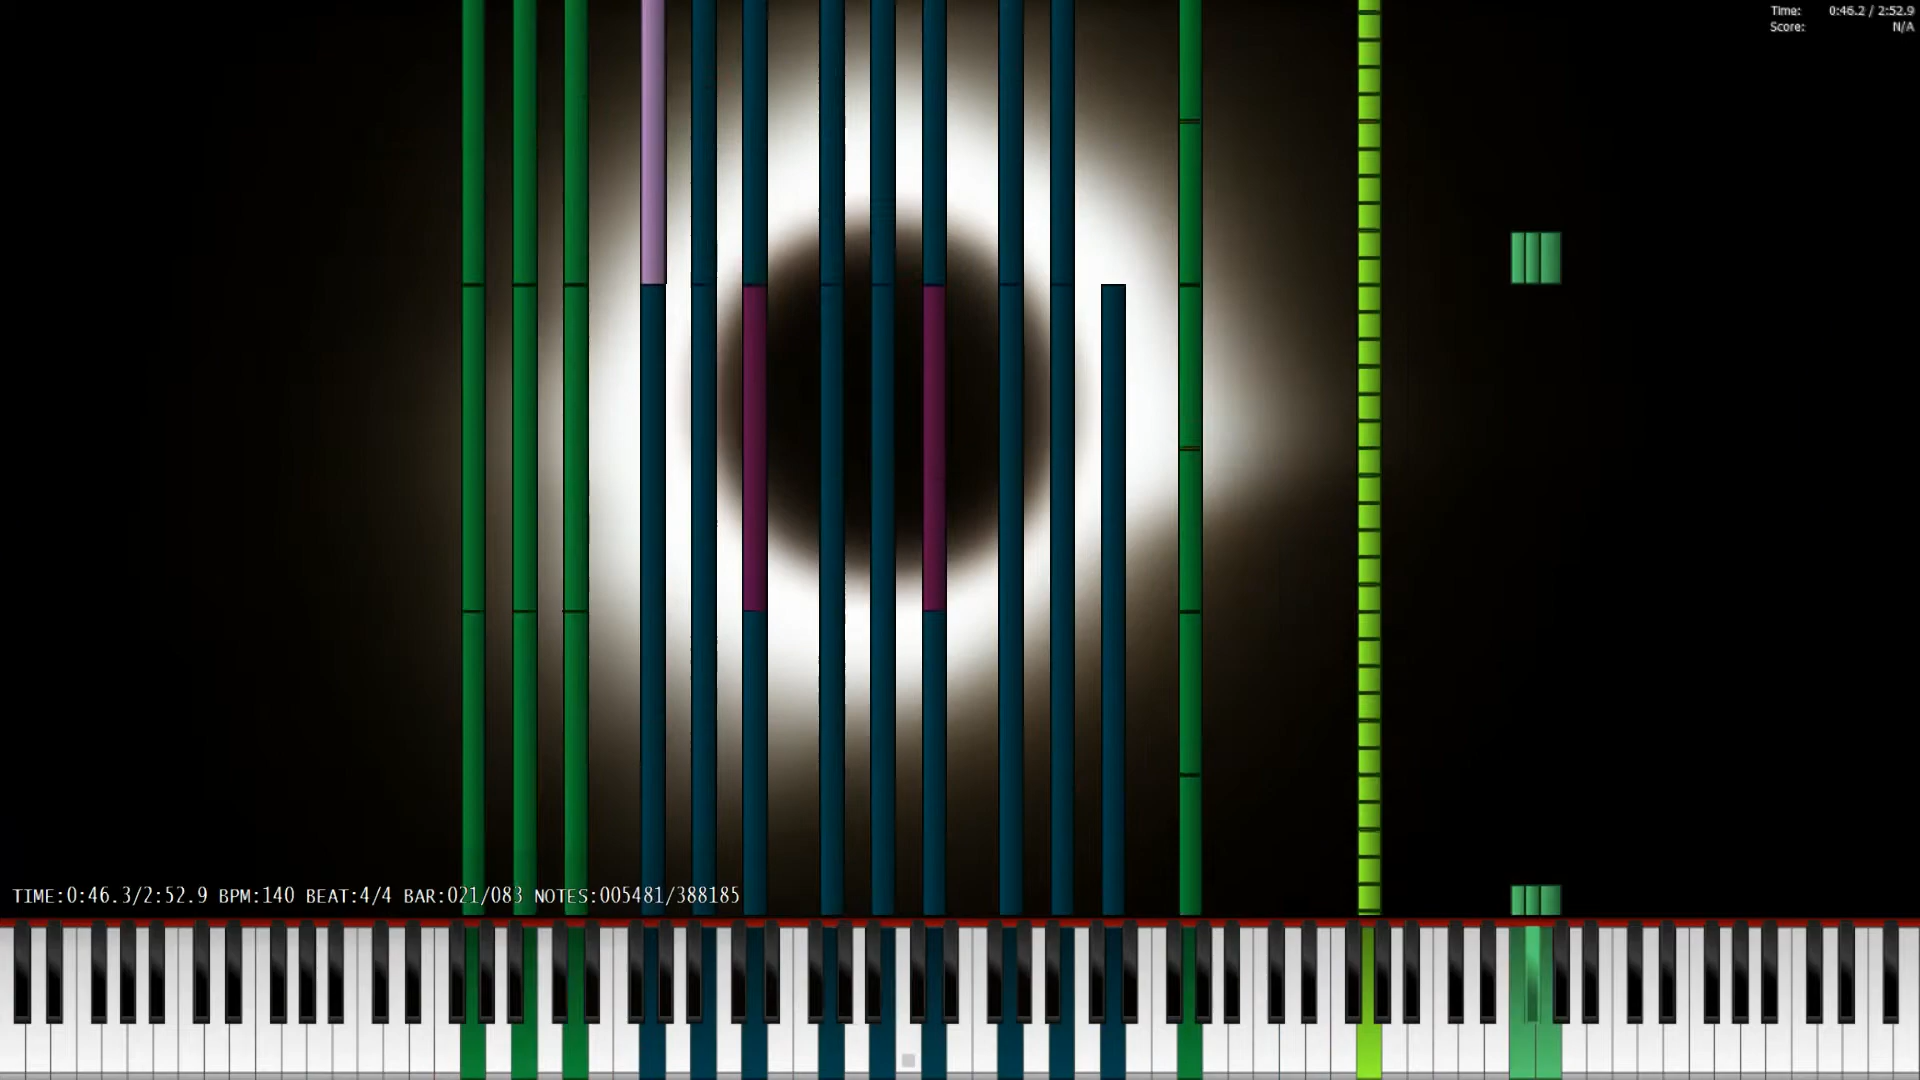 Time: 0:46.2 / 2:52.9
Score: N/A
TIME:0:46.3/2:52.9 BPM:140 BEAT:4/4 BAR:021/083 NOTES:005481/388185